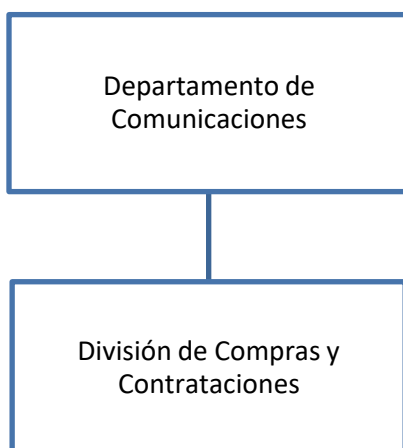 Departamento de
Comunicaciones
División de Compras y
Contrataciones